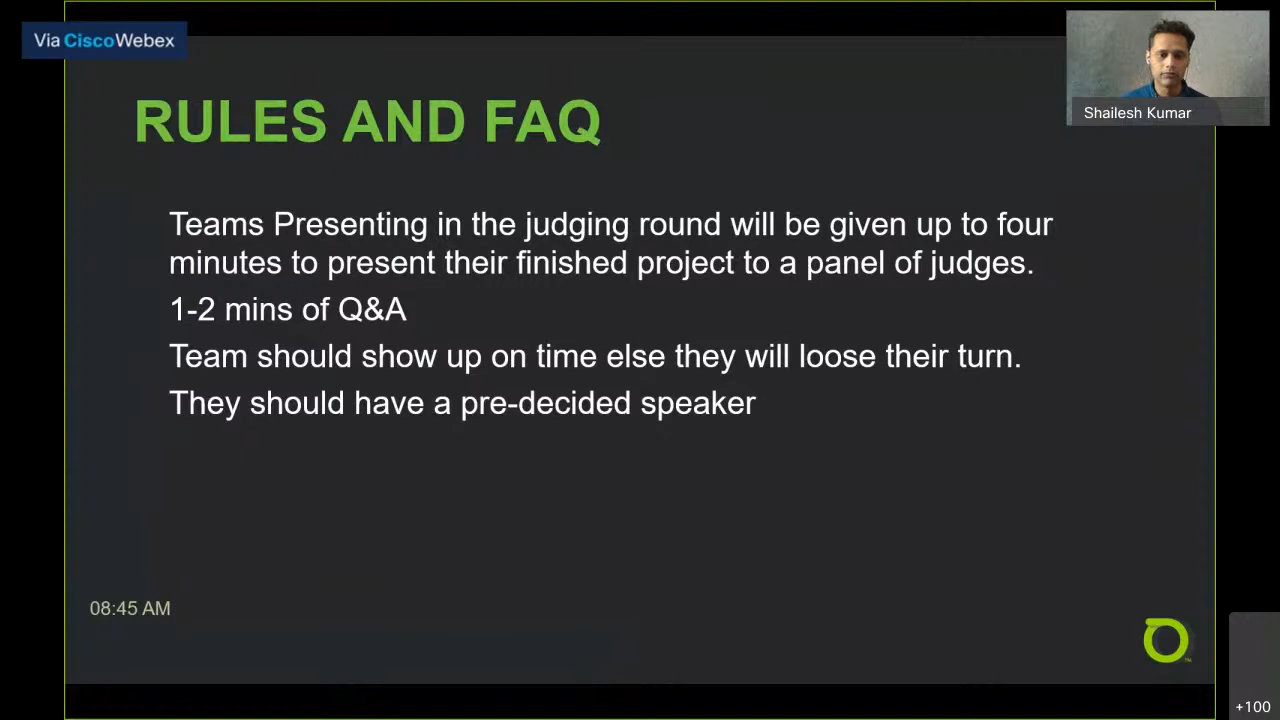 Via CiscoWebex
Shailesh Kumar
RULES AND FAQ
Teams Presenting in the judging round will be given up to four
minutes to present their finished project to a panel of judges.
1-2 mins of Q&A
Team should show up on time else they will loose their turn.
They should have a pre-decided speaker
08:45 AM
+100